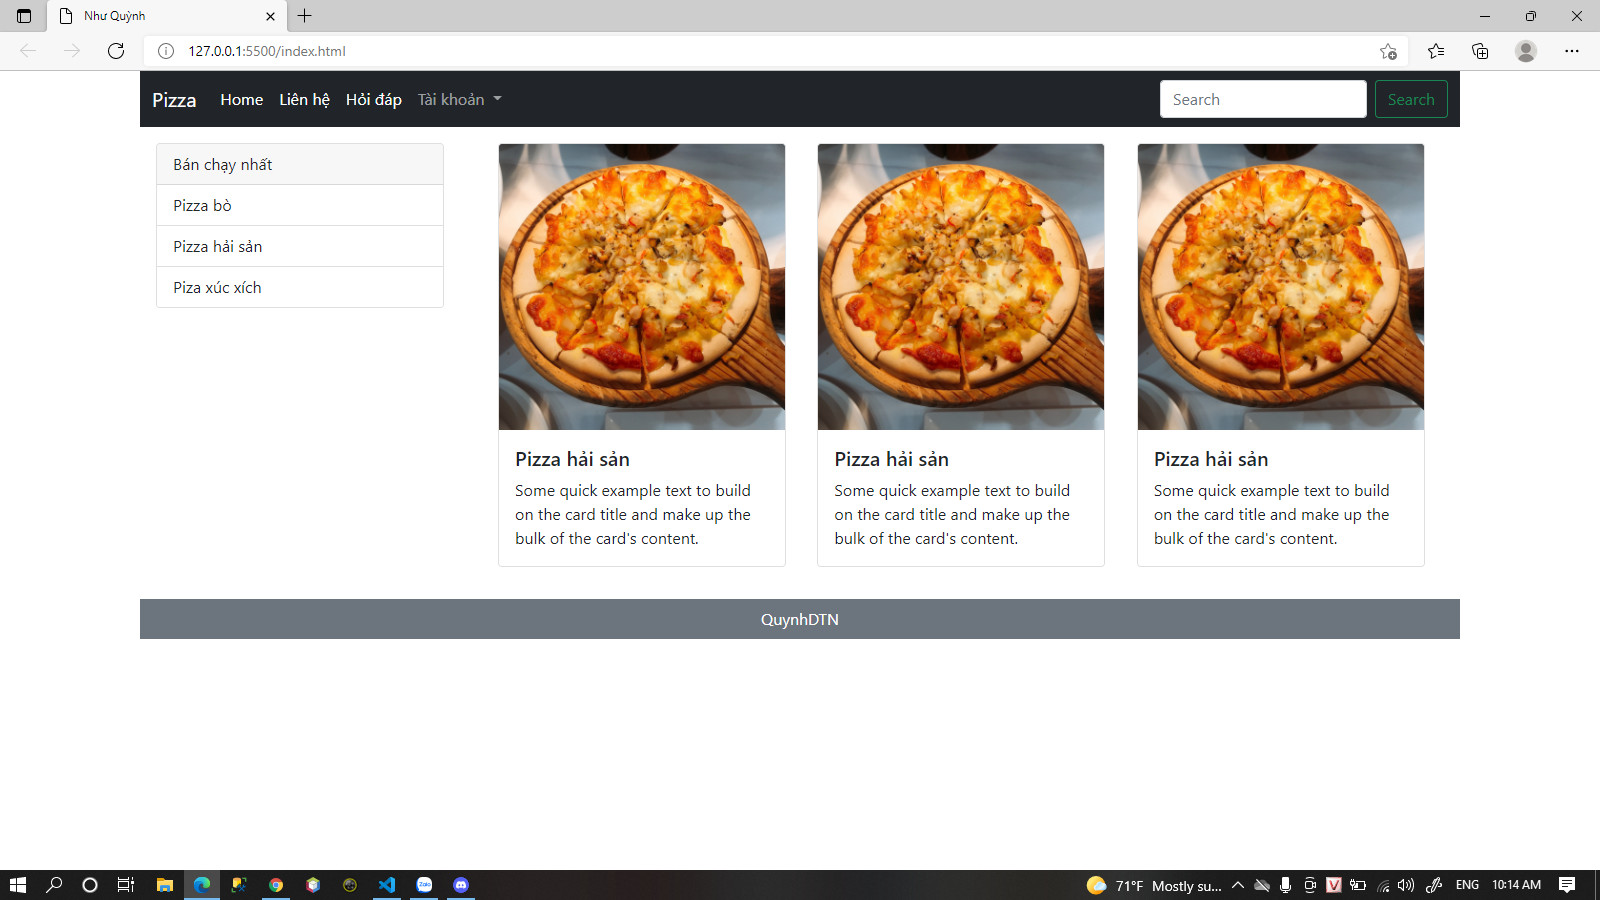 Như Quỳnh
127.0.0.1:5500/index.html
Pizza Home Liên hệ Hỏi đáp Tài khoản Search Search
Bán chạy nhất
Pizza bò
Pizza hải sản
Piza xúc xích
Pizza hải sản
Some quick example text to build
on the card title and make up the
bulk of the card's content.
Pizza hải sản
Some quick example text to build
on the card title and make up the
bulk of the card's content.
Pizza hải sản
Some quick example text to build
on the card title and make up the
bulk of the card's content.
QuynhDTN
Zalo
71°F Mostly su... V ENG 10:14 AM